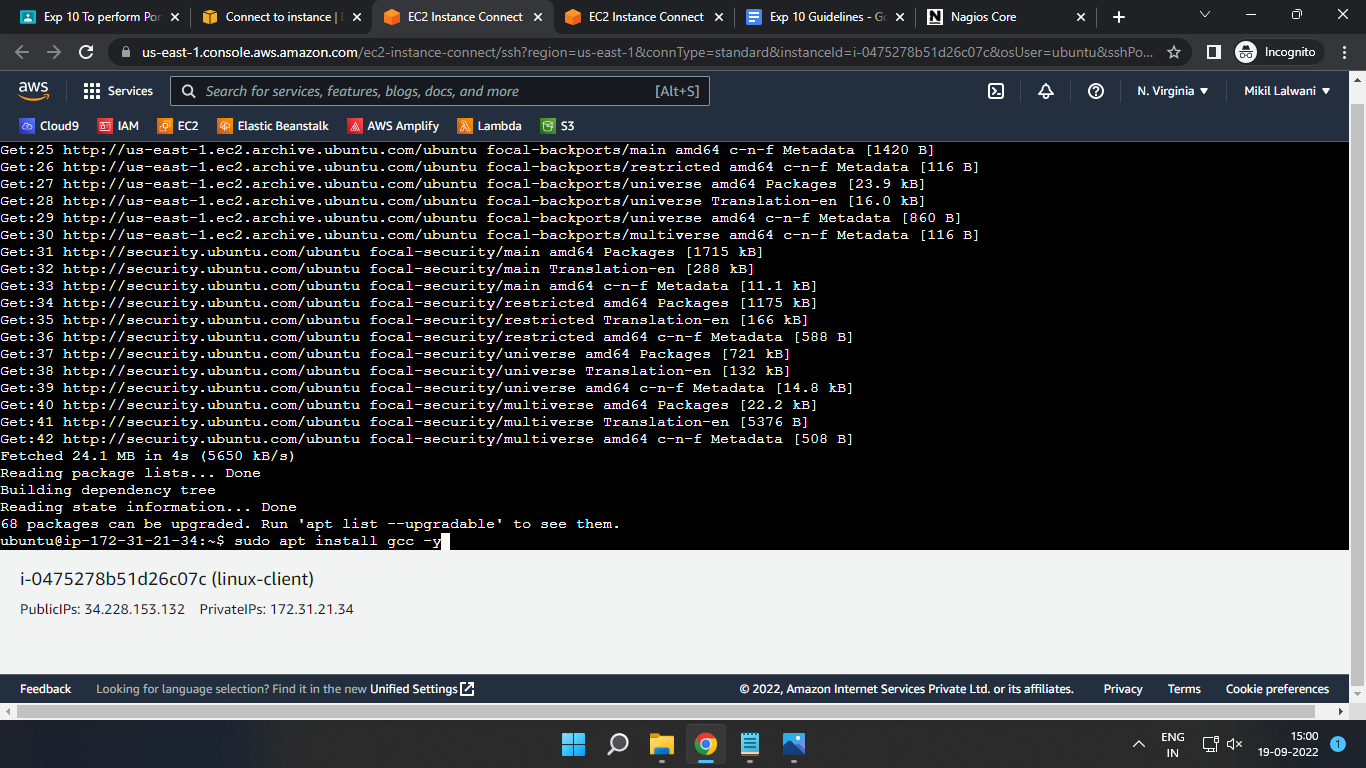 Exp 10 To perform Por
Connect to instance |
EC2 Instance Connect
EC2 Instance Connect
Exp 10 Guidelines - Go
Nagios Core
us-east-1.console.aws.amazon.com/ec2-instance-connect/ssh?region=us-east-1&connType=standard&instanceId=i-0475278b51d26c07c&osUser=ubuntu&sshPo...
Incognito
aws
Services
Search for services, features, blogs, docs, and more
[Alt+S]
N. Virginia
Mikil Lalwani
Cloud9
IAM
EC2
Elastic Beanstalk
AWS Amplify
Lambda
S3
Get:25 http://us-east-1.ec2.archive.ubuntu.com/ubuntu focal-backports/main amd64 c-n-f Metadata [1420 B]
Get:26 http://us-east-1.ec2.archive.ubuntu.com/ubuntu focal-backports/restricted amd64 c-n-f Metadata [116 B]
Get:27 http://us-east-1.ec2.archive.ubuntu.com/ubuntu focal-backports/universe amd64 Packages [23.9 kB]
Get:28 http://us-east-1.ec2.archive.ubuntu.com/ubuntu focal-backports/universe Translation-en [16.0 kB]
Get:29 http://us-east-1.ec2.archive.ubuntu.com/ubuntu focal-backports/universe amd64 c-n-f Metadata [860 B]
Get:30 http://us-east-1.ec2.archive.ubuntu.com/ubuntu focal-backports/multiverse amd64 c-n-f Metadata [116 B]
Get:31 http://security.ubuntu.com/ubuntu focal-security/main amd64 Packages [1715 kB]
Get:32 http://security.ubuntu.com/ubuntu focal-security/main Translation-en [288 kB]
Get:33 http://security.ubuntu.com/ubuntu focal-security/main amd64 c-n-f Metadata [11.1 kB]
Get:34 http://security.ubuntu.com/ubuntu focal-security/restricted amd64 Packages [1175 kB]
Get:35 http://security.ubuntu.com/ubuntu focal-security/restricted Translation-en [166 kB]
Get:36 http://security.ubuntu.com/ubuntu focal-security/restricted amd64 c-n-f Metadata [588 B]
Get:37 http://security.ubuntu.com/ubuntu focal-security/universe amd64 Packages [721 kB]
Get:38 http://security.ubuntu.com/ubuntu focal-security/universe Translation-en [132 kB]
Get:39 http://security.ubuntu.com/ubuntu focal-security/universe amd64 c-n-f Metadata [14.8 kB]
Get:40 http://security.ubuntu.com/ubuntu focal-security/multiverse amd64 Packages [22.2 kB]
Get:41 http://security.ubuntu.com/ubuntu focal-security/multiverse Translation-en [5376 B]
Get:42 http://security.ubuntu.com/ubuntu focal-security/multiverse amd64 c-n-f Metadata [508 B]
Fetched 24.1 MB in 4s (5650 kB/s)
Reading package lists... Done
Building dependency tree
Reading state information... Done
68 packages can be upgraded. Run 'apt list --upgradable' to see them.
ubuntu@ip-172-31-21-34:~$ sudo apt install gcc -y
i-0475278b51d26c07c (linux-client)
PublicIPs: 34.228.153.132 PrivateIPs: 172.31.21.34
Feedback
Looking for language selection? Find it in the new Unified Settings
© 2022, Amazon Internet Services Private Ltd. or its affiliates.
Privacy
Terms
Cookie preferences
ENG
IN
15:00
19-09-2022
1